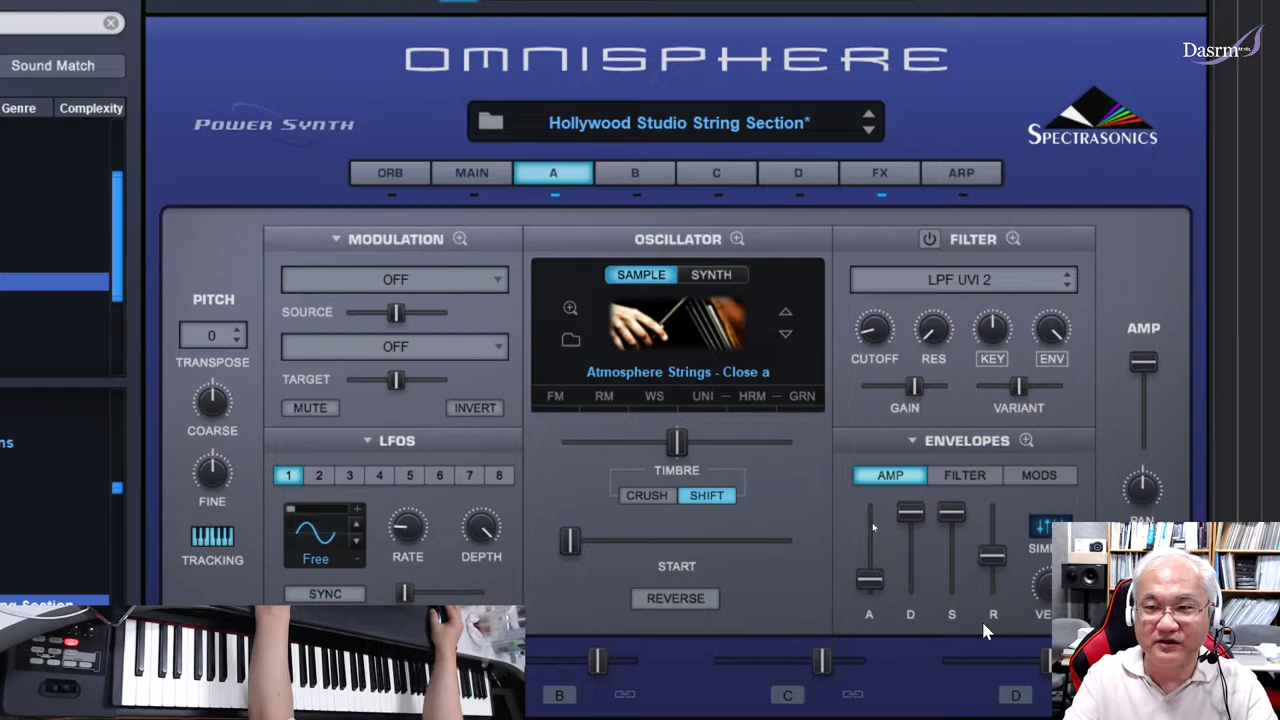 Sound Match
Genre
Complexity
OMNISPHERE
DasrmMedia
POWER SYNTH
Hollywood Studio String Section*
SPECTRASONICS
ORB
MAIN
A
B
C
D
FX
ARP
MODULATION
OSCILLATOR
FILTER
OFF
SAMPLE
SYNTH
LPF UVI 2
PITCH
SOURCE
0
TRANSPOSE
OFF
CUTOFF
RES
KEY
ENV
AMP
Atmosphere Strings - Close a
TARGET
FM
RM
WS
UNI
HRM
GRN
MUTE
INVERT
GAIN
VARIANT
COARSE
LFOS
ENVELOPES
1
2
3
4
5
6
7
8
TIMBRE
AMP
FILTER
MODS
CRUSH
SHIFT
FINE
Free
RATE
DEPTH
TRACKING
PAN
START
SYNC
REVERSE
A
D
S
R
B
C
D